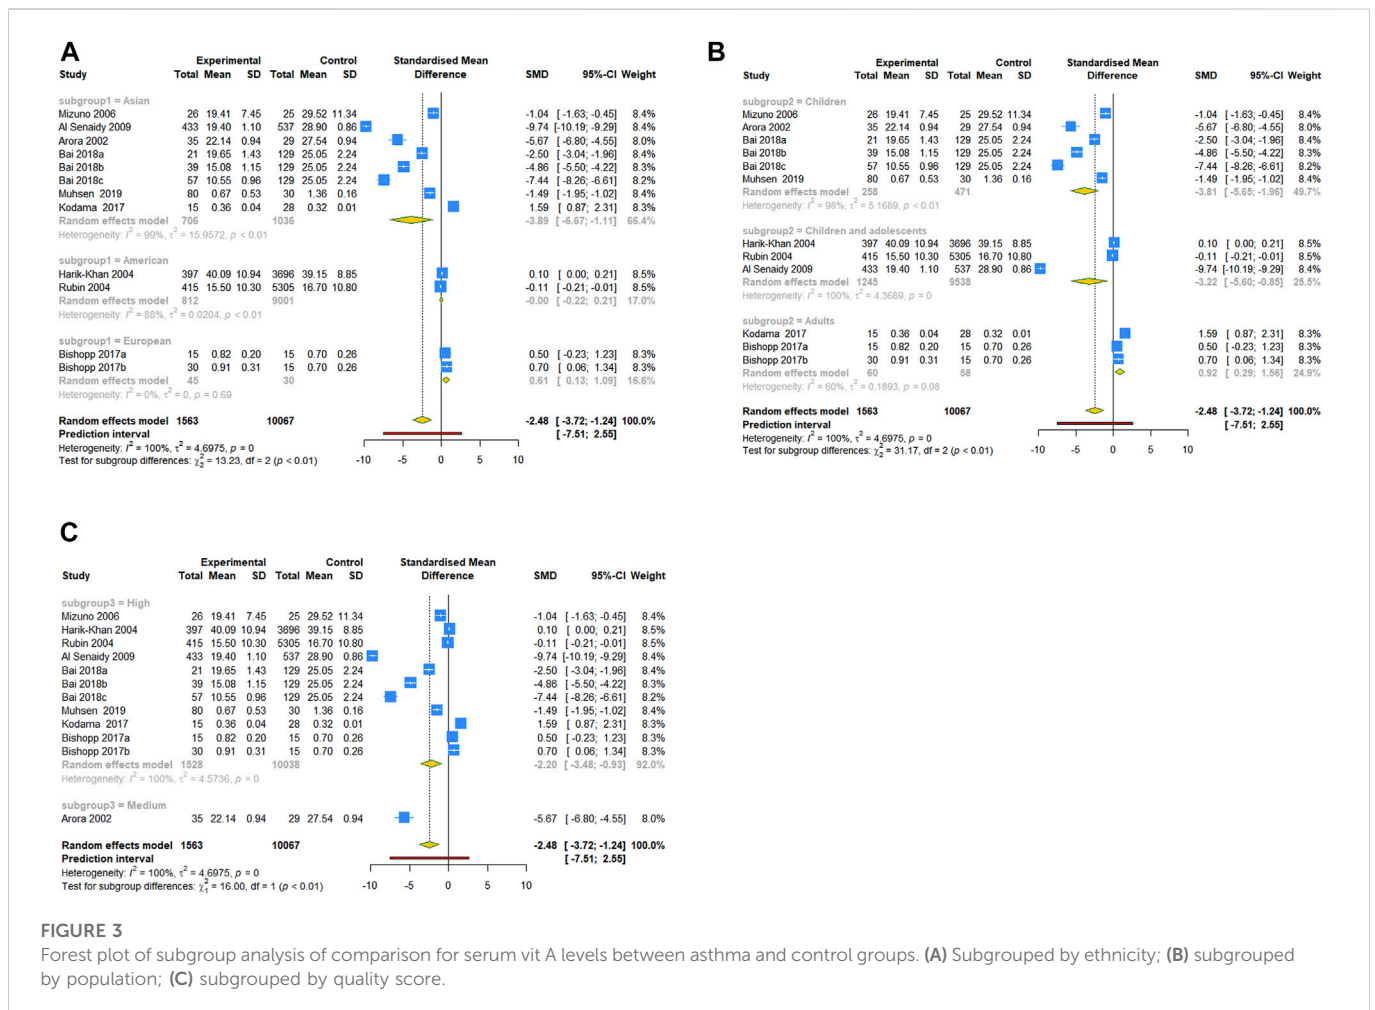 A
Experimental Control Standardised Mean
Study Total Mean SD Total Mean SD Difference SMD 95%-CI Weight
subgroup1 = Asian
Mizuno 2006 26 19.41 7.45 25 29.52 11.34 -1.04 [-1.63; -0.45] 8.4%
Al Senaidy 2009 433 19.40 1.10 537 28.90 0.86 -9.74 [-10.19; -9.29] 8.4%
Arora 2002 35 22.14 0.94 29 27.54 0.94 -5.67 [-6.80; -4.55] 8.0%
Bai 2018a 21 19.65 1.43 129 25.05 2.24 -2.50 [-3.04; -1.96] 8.4%
Bai 2018b 39 15.08 1.15 129 25.05 2.24 -4.86 [-5.50; -4.22] 8.3%
Bai 2018c 57 10.55 0.96 129 25.05 2.24 -7.44 [-8.26; -6.61] 8.2%
Muhsen 2019 80 0.67 0.53 30 1.36 0.16 -1.49 [-1.95; -1.02] 8.4%
Kodama 2017 15 0.36 0.04 28 0.32 0.01 1.59 [ 0.87; 2.31] 8.3%
Random effects model 706 1036 -3.89 [-6.67; -1.11] 66.4%
Heterogeneity: I² = 99%, τ² = 15.9572, p < 0.01
subgroup1 = American
Harik-Khan 2004 397 40.09 10.94 3696 39.15 8.85 0.10 [ 0.00; 0.21] 8.5%
Rubin 2004 415 15.50 10.30 5305 16.70 10.80 -0.11 [-0.21; -0.01] 8.5%
Random effects model 812 9001 -0.00 [-0.22; 0.21] 17.0%
Heterogeneity: I² = 88%, τ² = 0.0204, p < 0.01
subgroup1 = European
Bishopp 2017a 15 0.82 0.20 15 0.70 0.26 0.50 [-0.23; 1.23] 8.3%
Bishopp 2017b 30 0.91 0.31 15 0.70 0.26 0.70 [ 0.06; 1.34] 8.3%
Random effects model 45 30 0.61 [ 0.13; 1.09] 16.6%
Heterogeneity: I² = 0%, τ² = 0, p = 0.69
Random effects model 1563 10067 -2.48 [-3.72; -1.24] 100.0%
Prediction interval [-7.51; 2.55]
Heterogeneity: I² = 100%, τ² = 4.6975, p = 0
Test for subgroup differences: χ₂² = 13.23, df = 2 (p < 0.01)
-10 -5 0 5 10
B
Experimental Control Standardised Mean
Study Total Mean SD Total Mean SD Difference SMD 95%-CI Weight
subgroup2 = Children
Mizuno 2006 26 19.41 7.45 25 29.52 11.34 -1.04 [-1.63; -0.45] 8.4%
Arora 2002 35 22.14 0.94 29 27.54 0.94 -5.67 [-6.80; -4.55] 8.0%
Bai 2018a 21 19.65 1.43 129 25.05 2.24 -2.50 [-3.04; -1.96] 8.4%
Bai 2018b 39 15.08 1.15 129 25.05 2.24 -4.86 [-5.50; -4.22] 8.3%
Bai 2018c 57 10.55 0.96 129 25.05 2.24 -7.44 [-8.26; -6.61] 8.2%
Muhsen 2019 80 0.67 0.53 30 1.36 0.16 -1.49 [-1.95; -1.02] 8.4%
Random effects model 258 471 -3.81 [-5.65; -1.96] 49.7%
Heterogeneity: I² = 98%, τ² = 5.1689, p < 0.01
subgroup2 = Children and adolescents
Harik-Khan 2004 397 40.09 10.94 3696 39.15 8.85 0.10 [ 0.00; 0.21] 8.5%
Rubin 2004 415 15.50 10.30 5305 16.70 10.80 -0.11 [-0.21; -0.01] 8.5%
Al Senaidy 2009 433 19.40 1.10 537 28.90 0.86 -9.74 [-10.19; -9.29] 8.4%
Random effects model 1245 9538 -3.22 [-5.60; -0.85] 25.5%
Heterogeneity: I² = 100%, τ² = 4.3689, p = 0
subgroup2 = Adults
Kodama 2017 15 0.36 0.04 28 0.32 0.01 1.59 [ 0.87; 2.31] 8.3%
Bishopp 2017a 15 0.82 0.20 15 0.70 0.26 0.50 [-0.23; 1.23] 8.3%
Bishopp 2017b 30 0.91 0.31 15 0.70 0.26 0.70 [ 0.06; 1.34] 8.3%
Random effects model 60 58 0.92 [ 0.29; 1.56] 24.9%
Heterogeneity: I² = 60%, τ² = 0.1893, p = 0.08
Random effects model 1563 10067 -2.48 [-3.72; -1.24] 100.0%
Prediction interval [-7.51; 2.55]
Heterogeneity: I² = 100%, τ² = 4.6975, p = 0
Test for subgroup differences: χ₂² = 31.17, df = 2 (p < 0.01)
-10 -5 0 5 10
C
Experimental Control Standardised Mean
Study Total Mean SD Total Mean SD Difference SMD 95%-CI Weight
subgroup3 = High
Mizuno 2006 26 19.41 7.45 25 29.52 11.34 -1.04 [-1.63; -0.45] 8.4%
Harik-Khan 2004 397 40.09 10.94 3696 39.15 8.85 0.10 [ 0.00; 0.21] 8.5%
Rubin 2004 415 15.50 10.30 5305 16.70 10.80 -0.11 [-0.21; -0.01] 8.5%
Al Senaidy 2009 433 19.40 1.10 537 28.90 0.86 -9.74 [-10.19; -9.29] 8.4%
Bai 2018a 21 19.65 1.43 129 25.05 2.24 -2.50 [-3.04; -1.96] 8.4%
Bai 2018b 39 15.08 1.15 129 25.05 2.24 -4.86 [-5.50; -4.22] 8.3%
Bai 2018c 57 10.55 0.96 129 25.05 2.24 -7.44 [-8.26; -6.61] 8.2%
Muhsen 2019 80 0.67 0.53 30 1.36 0.16 -1.49 [-1.95; -1.02] 8.4%
Kodama 2017 15 0.36 0.04 28 0.32 0.01 1.59 [ 0.87; 2.31] 8.3%
Bishopp 2017a 15 0.82 0.20 15 0.70 0.26 0.50 [-0.23; 1.23] 8.3%
Bishopp 2017b 30 0.91 0.31 15 0.70 0.26 0.70 [ 0.06; 1.34] 8.3%
Random effects model 1528 10038 -2.20 [-3.48; -0.93] 92.0%
Heterogeneity: I² = 100%, τ² = 4.5736, p = 0
subgroup3 = Medium
Arora 2002 35 22.14 0.94 29 27.54 0.94 -5.67 [-6.80; -4.55] 8.0%
Random effects model 1563 10067 -2.48 [-3.72; -1.24] 100.0%
Prediction interval [-7.51; 2.55]
Heterogeneity: I² = 100%, τ² = 4.6975, p = 0
Test for subgroup differences: χ₁² = 16.00, df = 1 (p < 0.01)
-10 -5 0 5 10
FIGURE 3
Forest plot of subgroup analysis of comparison for serum vit A levels between asthma and control groups. (A) Subgrouped by ethnicity; (B) subgrouped
by population; (C) subgrouped by quality score.